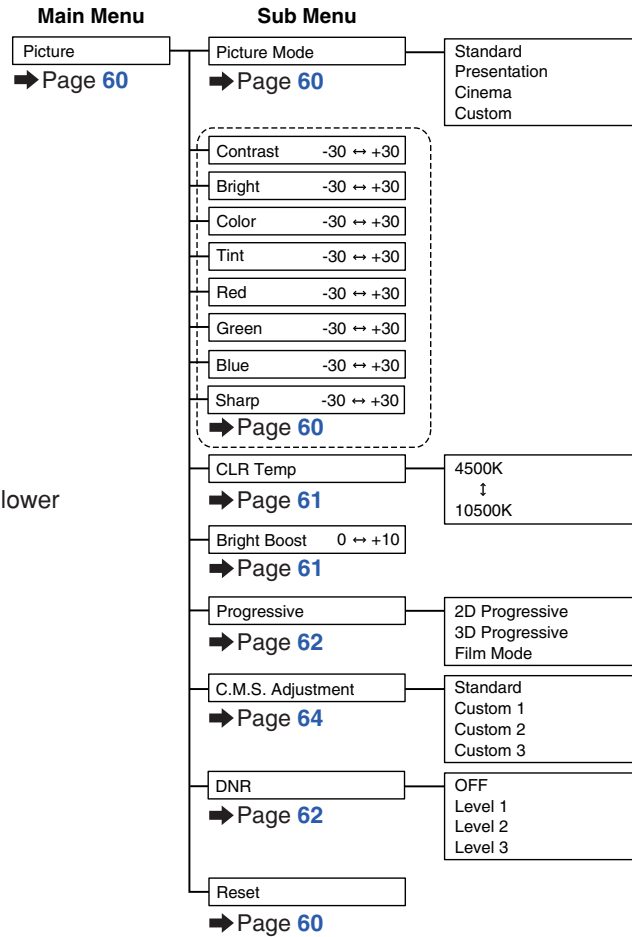 Main Menu Sub Menu
Picture
➡ Page 60
Picture Mode
➡ Page 60
Standard
Presentation
Cinema
Custom
Contrast -30 ↔ +30
Bright -30 ↔ +30
Color -30 ↔ +30
Tint -30 ↔ +30
Red -30 ↔ +30
Green -30 ↔ +30
Blue -30 ↔ +30
Sharp -30 ↔ +30
➡ Page 60
lower
CLR Temp
➡ Page 61
4500K
↕
10500K
Bright Boost 0 ↔ +10
➡ Page 61
Progressive
➡ Page 62
2D Progressive
3D Progressive
Film Mode
C.M.S. Adjustment
➡ Page 64
Standard
Custom 1
Custom 2
Custom 3
DNR
➡ Page 62
OFF
Level 1
Level 2
Level 3
Reset
➡ Page 60